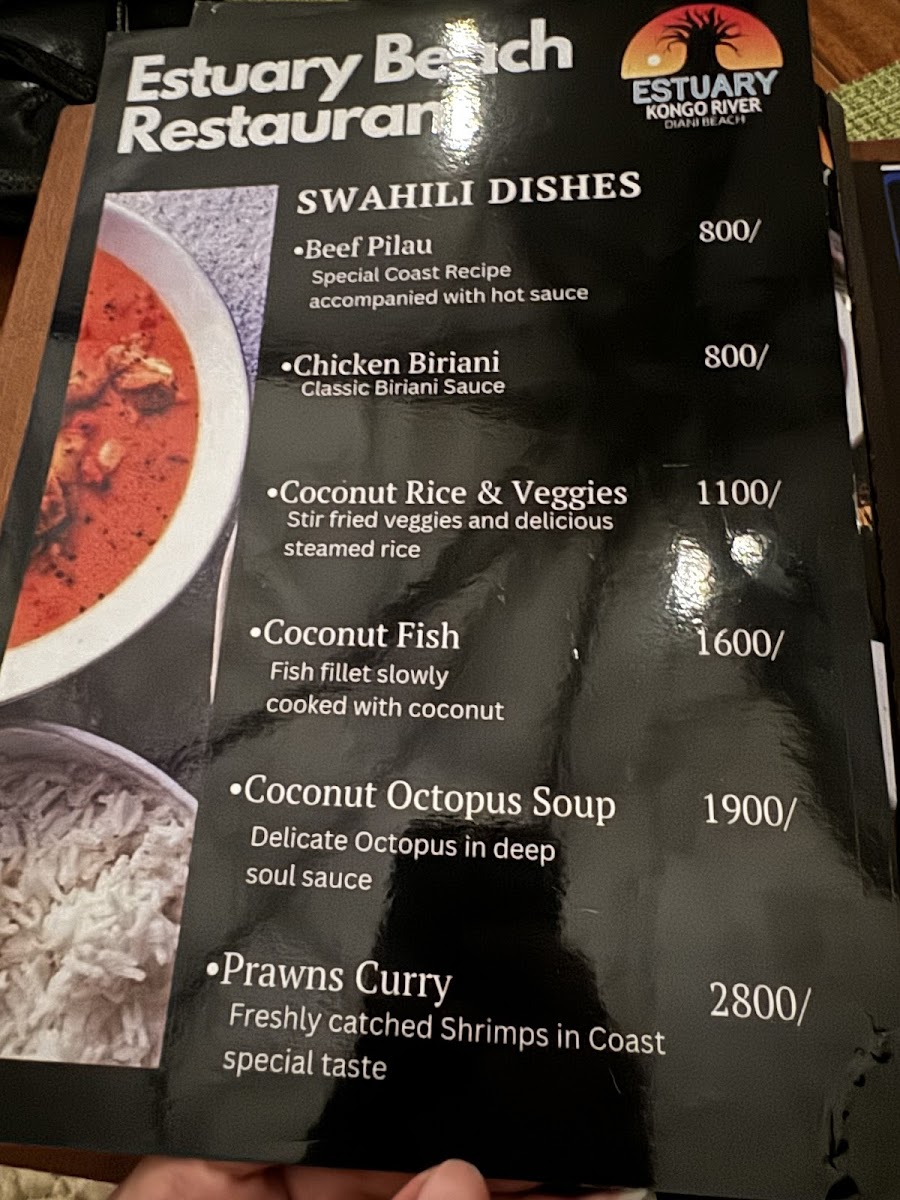 Estuary Beach
Restaurant
ESTUARY
KONGO RIVER
DIANI BEACH
SWAHILI DISHES
•Beef Pilau 800/
Special Coast Recipe
accompanied with hot sauce
•Chicken Biriani 800/
Classic Biriani Sauce
•Coconut Rice & Veggies 1100/
Stir fried veggies and delicious
steamed rice
•Coconut Fish 1600/
Fish fillet slowly
cooked with coconut
•Coconut Octopus Soup 1900/
Delicate Octopus in deep
soul sauce
•Prawns Curry 2800/
Freshly catched Shrimps in Coast
special taste